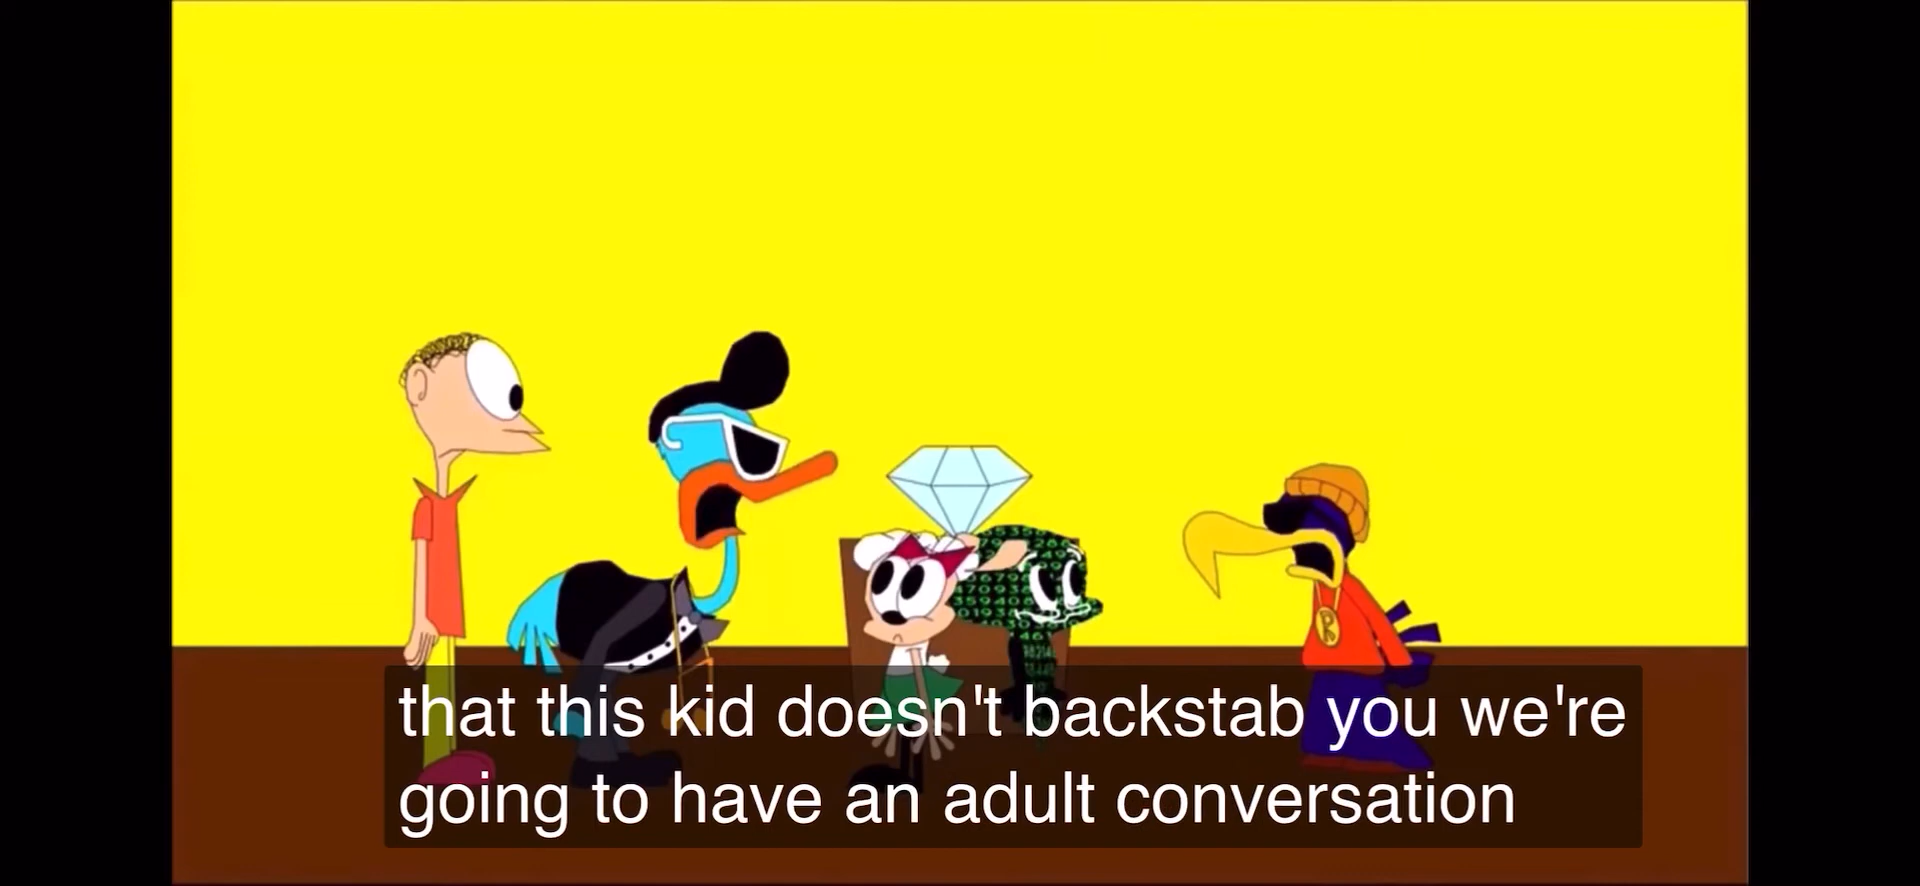 that this kid doesn't backstab you we're
going to have an adult conversation
R